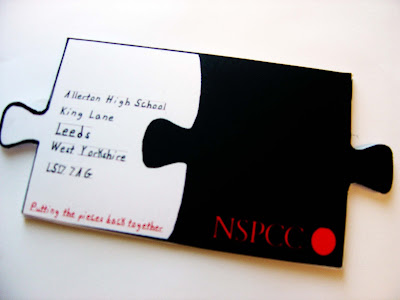 Allerton High School
King Lane
Leeds
West Yorkshire
LS17 7AG
Putting the pieces back together
NSPCC